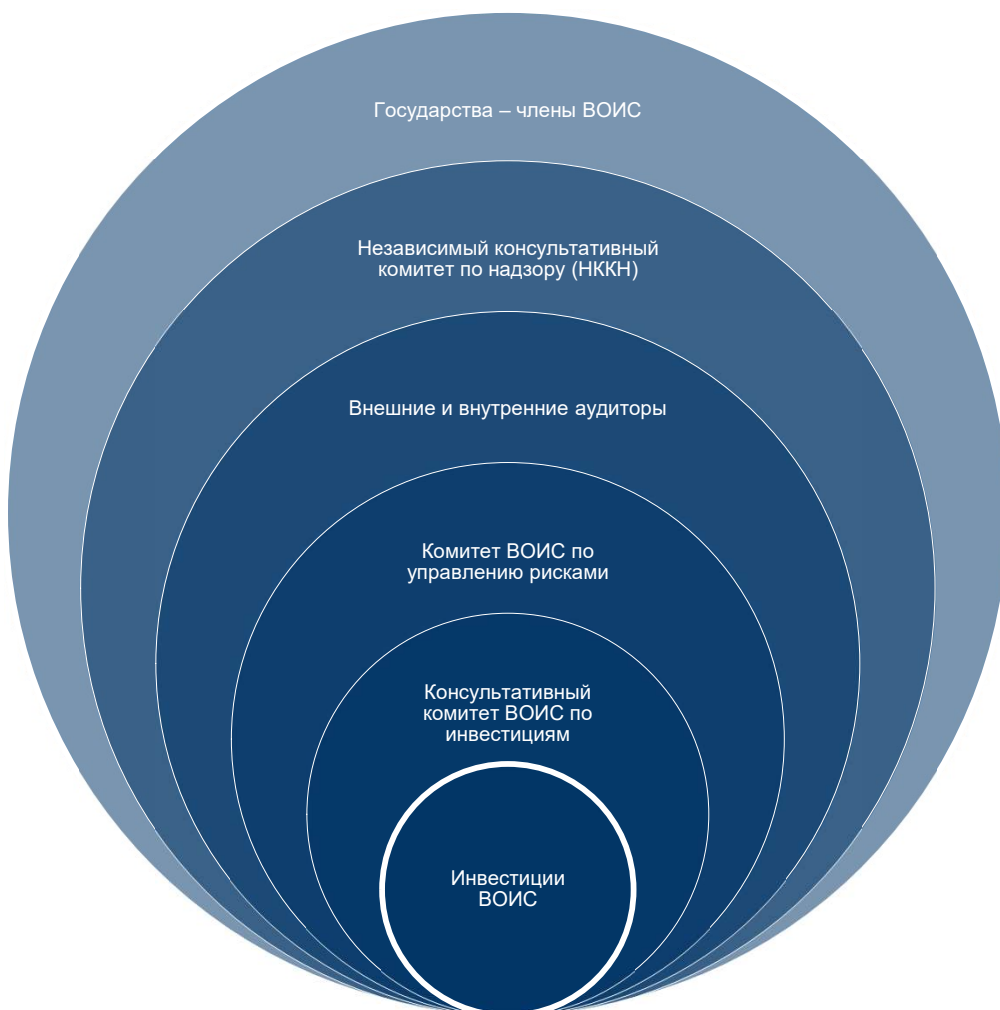 Государства – члены ВОИС
Независимый консультативный
комитет по надзору (НККН)
Внешние и внутренние аудиторы
Комитет ВОИС по
управлению рисками
Консультативный
комитет ВОИС по
инвестициям
Инвестиции
ВОИС